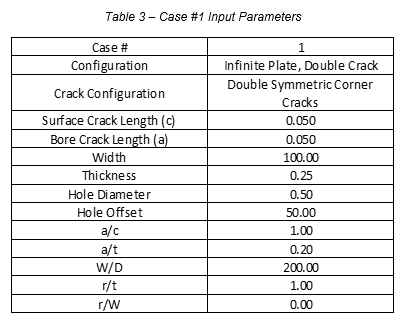 Table 3 – Case #1 Input Parameters
Case # 1
Configuration Infinite Plate, Double Crack
Crack Configuration Double Symmetric Corner
Cracks
Surface Crack Length (c) 0.050
Bore Crack Length (a) 0.050
Width 100.00
Thickness 0.25
Hole Diameter 0.50
Hole Offset 50.00
a/c 1.00
a/t 0.20
W/D 200.00
r/t 1.00
r/W 0.00